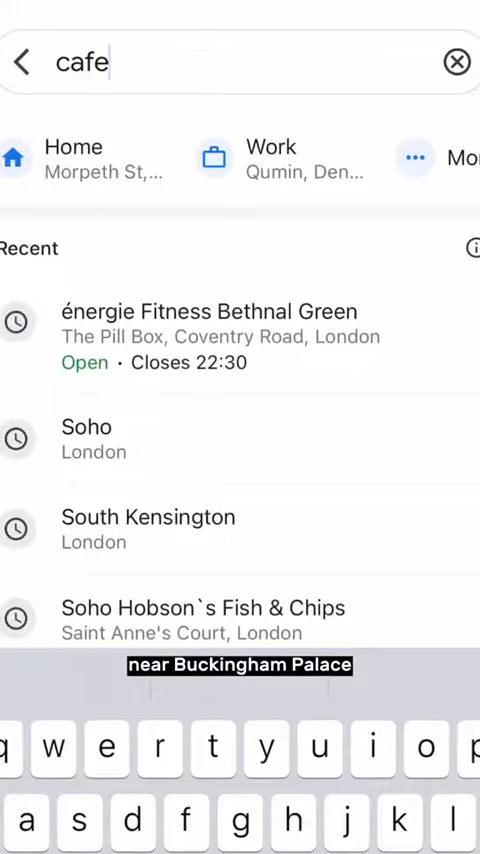 cafe
Home
Morpeth St,...
Work
Qumin, Den...
Mor
Recent
énergie Fitness Bethnal Green
The Pill Box, Coventry Road, London
Open · Closes 22:30
Soho
London
South Kensington
London
Soho Hobson`s Fish & Chips
Saint Anne's Court, London
near Buckingham Palace
q w e r t y u i o p
a s d f g h j k l